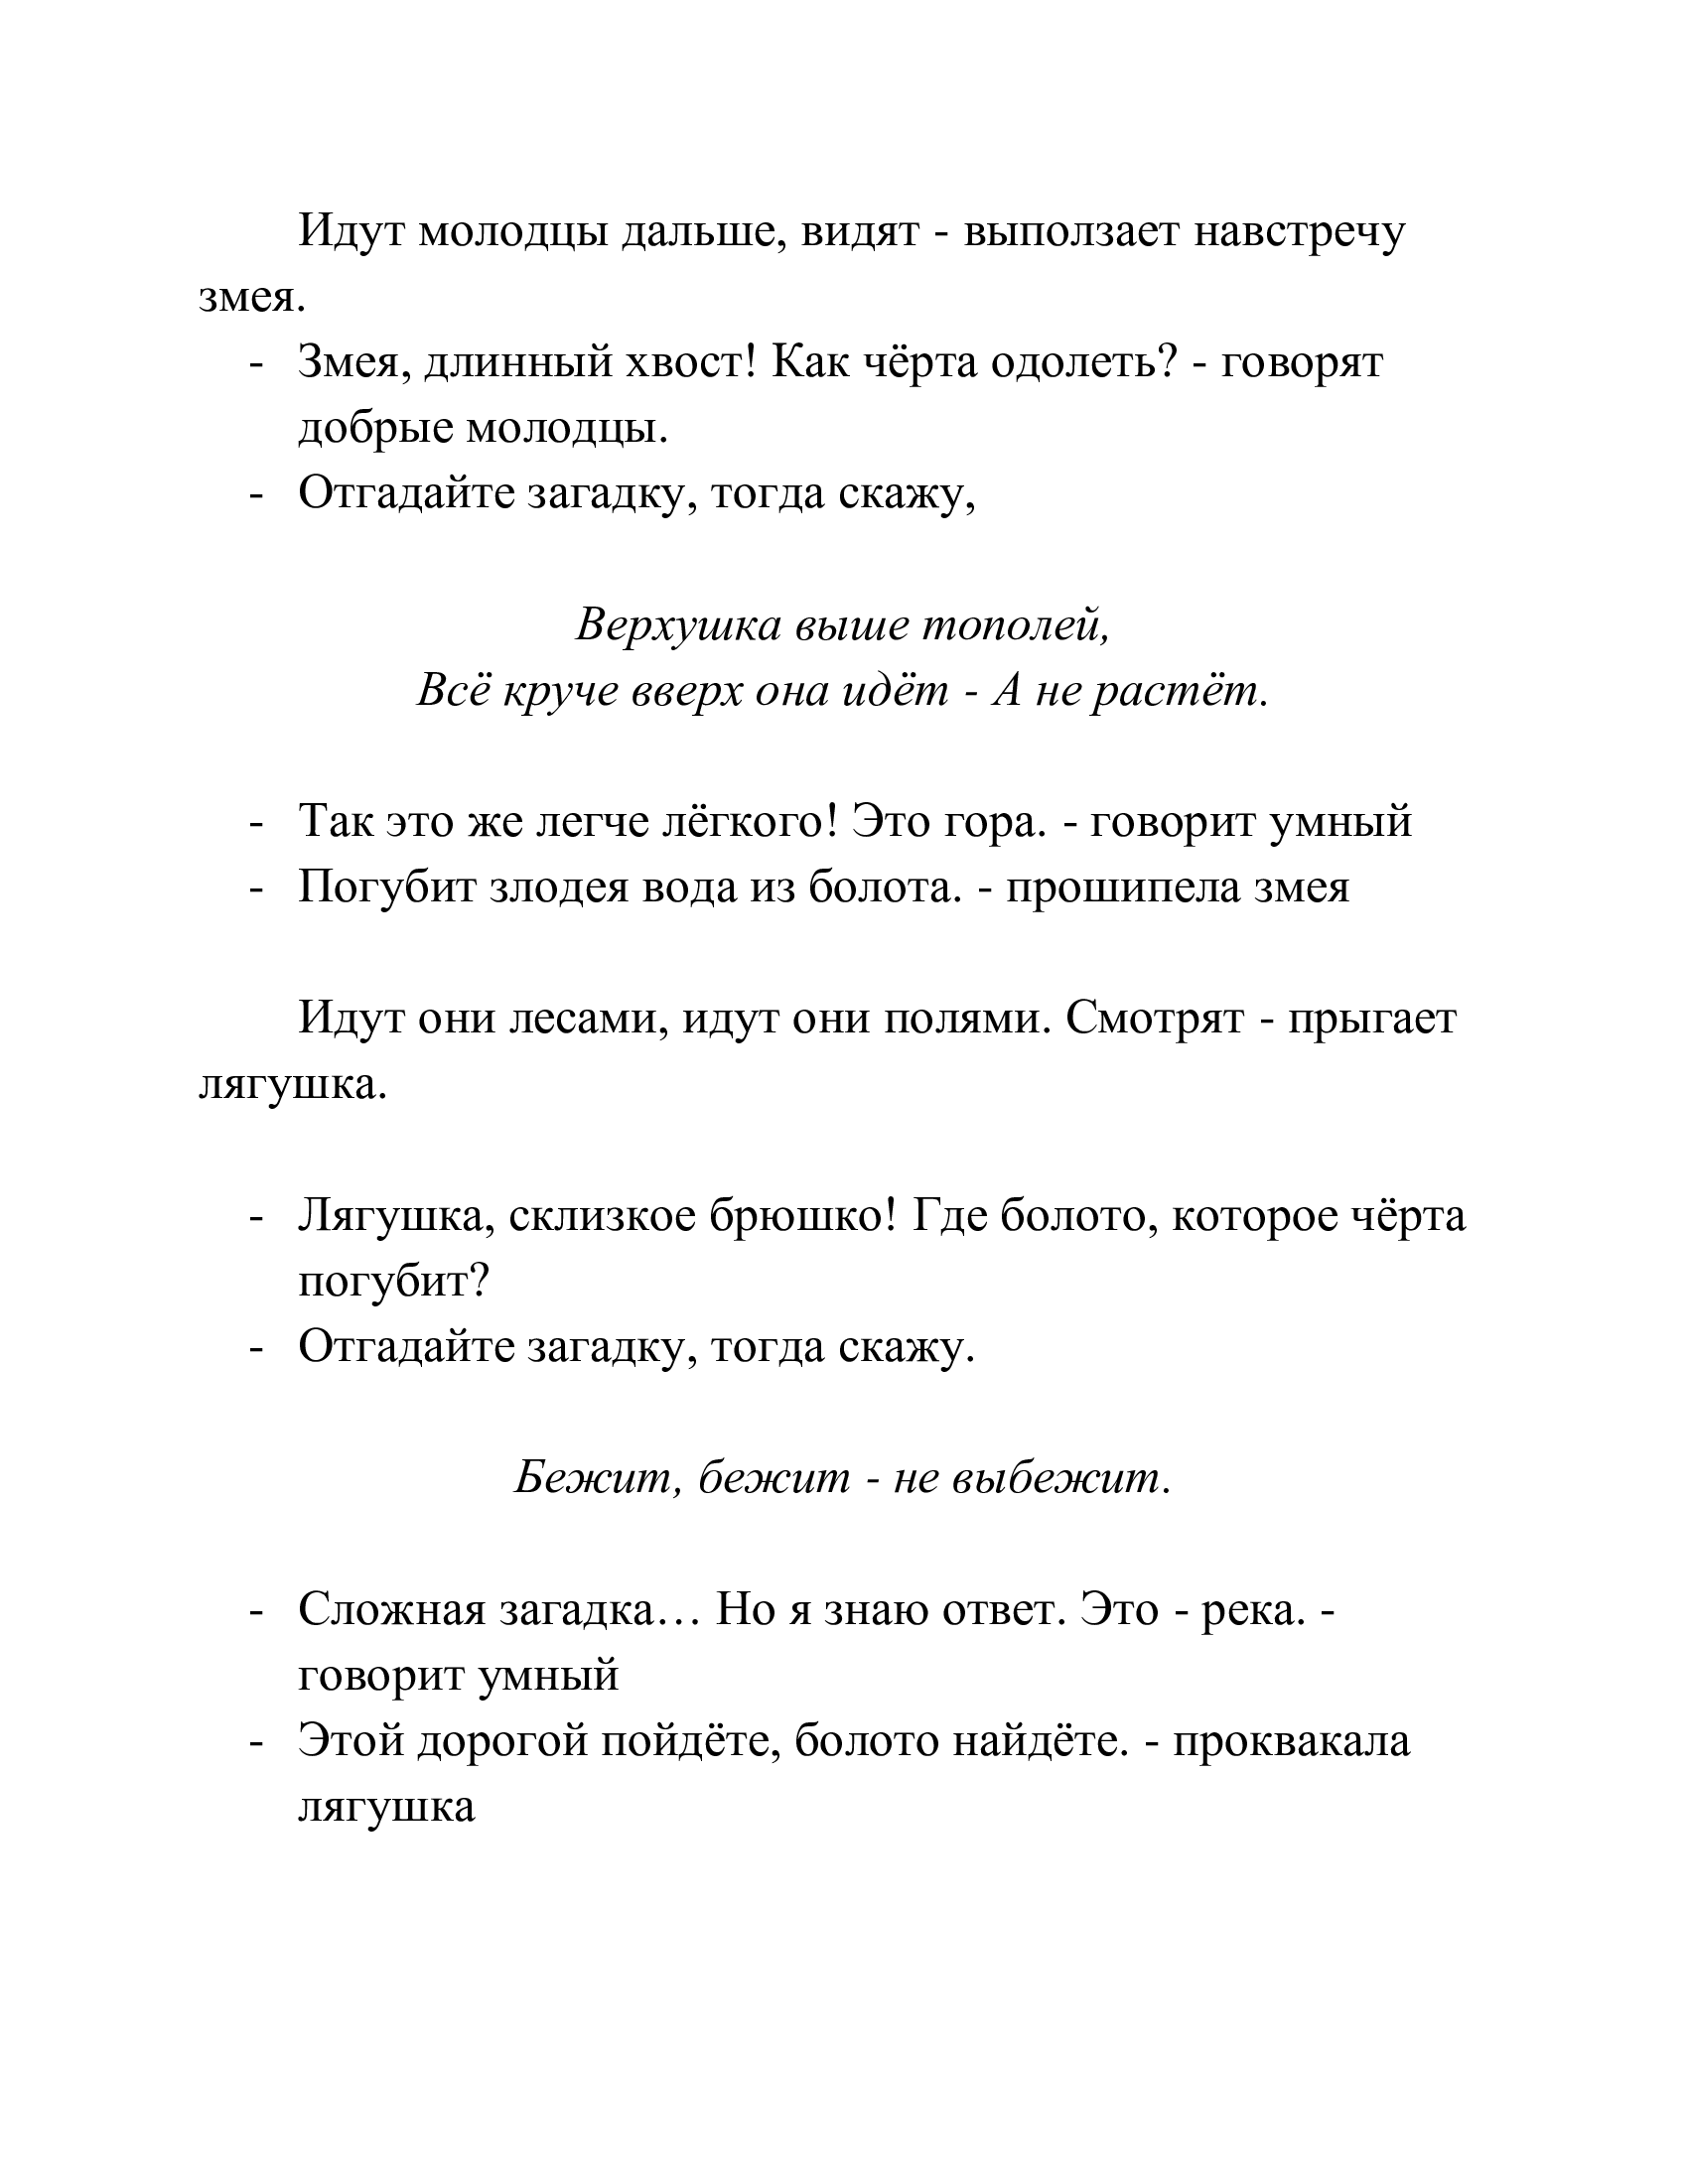 Идут молодцы дальше, видят - выползает навстречу
змея.
- Змея, длинный хвост! Как чёрта одолеть? - говорят
добрые молодцы.
- Отгадайте загадку, тогда скажу,
Верхушка выше тополей,
Всё круче вверх она идёт - А не растёт.
- Так это же легче лёгкого! Это гора. - говорит умный
- Погубит злодея вода из болота. - прошипела змея
Идут они лесами, идут они полями. Смотрят - прыгает
лягушка.
- Лягушка, склизкое брюшко! Где болото, которое чёрта
погубит?
- Отгадайте загадку, тогда скажу.
Бежит, бежит - не выбежит.
- Сложная загадка… Но я знаю ответ. Это - река. -
говорит умный
- Этой дорогой пойдёте, болото найдёте. - проквакала
лягушка